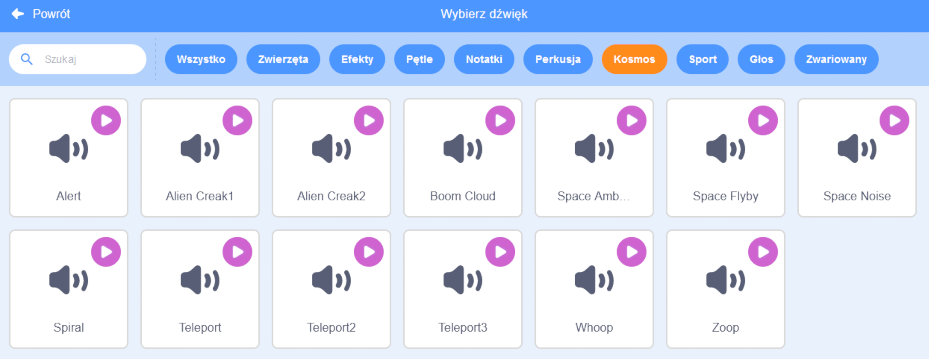 Powrót
Wybierz dźwięk
Szukaj
Wszystko Zwierzęta Efekty Pętle Notatki Perkusja Kosmos Sport Głos Zwariowany
Alert Alien Creak1 Alien Creak2 Boom Cloud Space Amb... Space Flyby Space Noise
Spiral Teleport Teleport2 Teleport3 Whoop Zoop